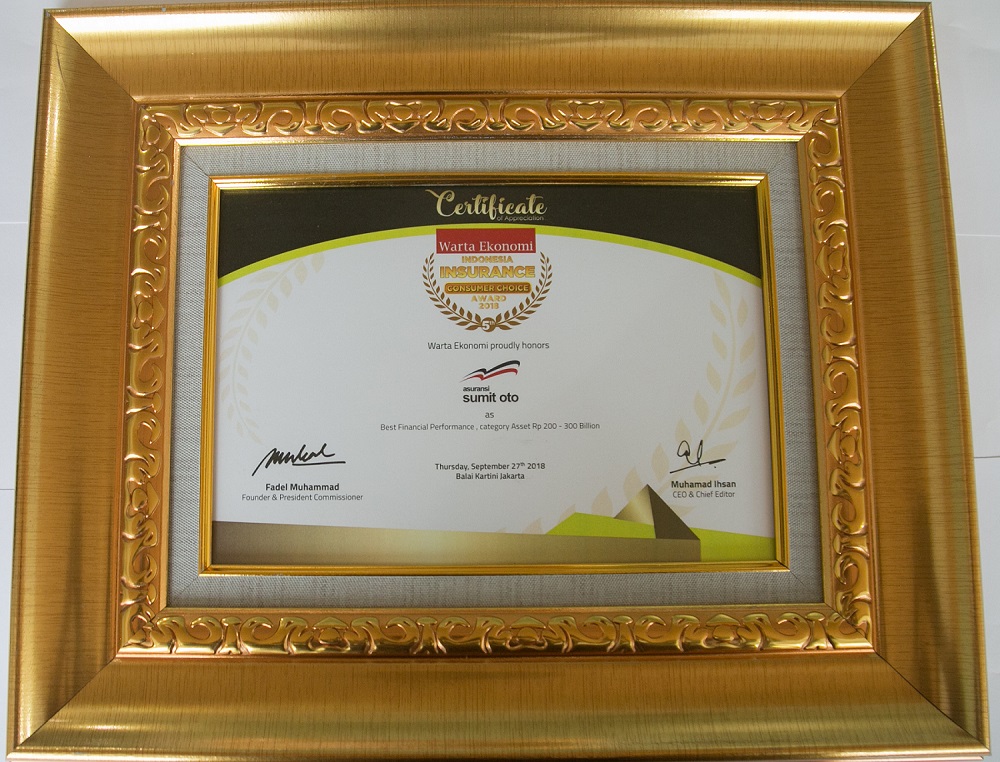 Certificate
of Appreciation
Warta Ekonomi
INDONESIA
INSURANCE
CONSUMER CHOICE
AWARD
2018
5th
Warta Ekonomi proudly honors
asuransi
sumit oto
as
Best Financial Performance , category Asset Rp 200 - 300 Billion
Thursday, September 27th 2018
Balai Kartini Jakarta
Fadel Muhammad
Founder & President Commissioner
Muhamad Ihsan
CEO & Chief Editor